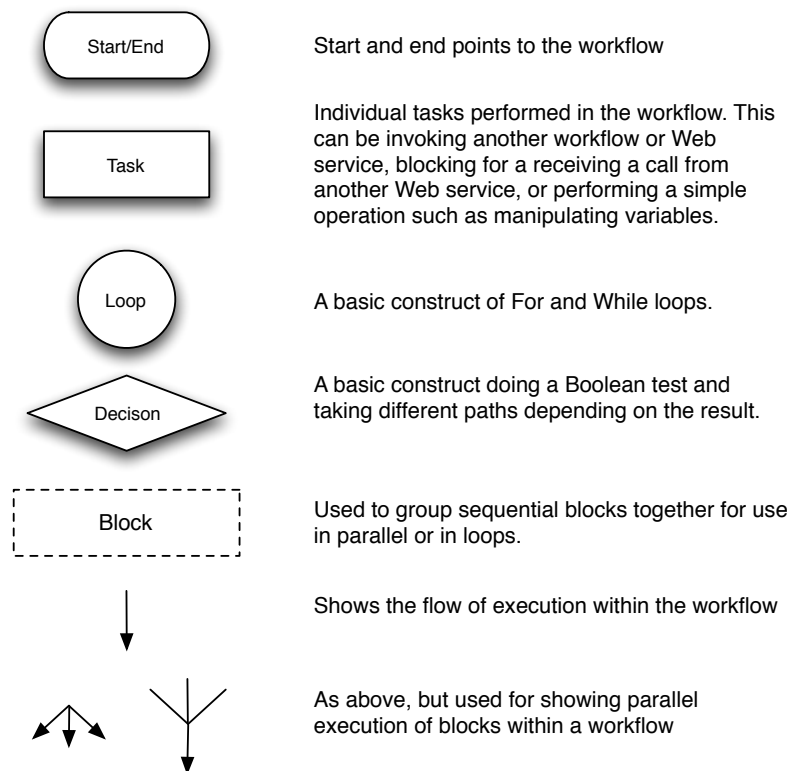 Start/End
Start and end points to the workflow
Task
Individual tasks performed in the workflow. This
can be invoking another workflow or Web
service, blocking for a receiving a call from
another Web service, or performing a simple
operation such as manipulating variables.
Loop
A basic construct of For and While loops.
Decison
A basic construct doing a Boolean test and
taking different paths depending on the result.
Block
Used to group sequential blocks together for use
in parallel or in loops.
Shows the flow of execution within the workflow
As above, but used for showing parallel
execution of blocks within a workflow